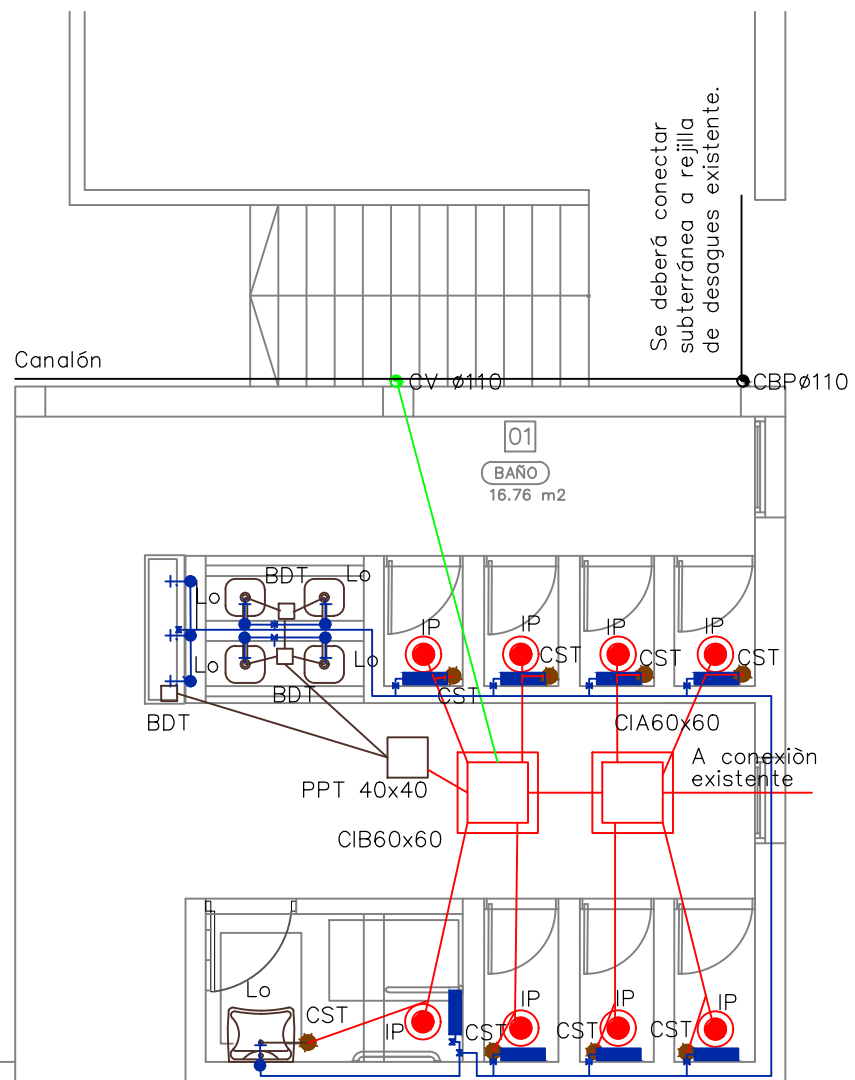 Se deberá conectar
subterránea a rejilla
de desagues existente.
Canalón
CV ø110
CBPø110
01
BAÑO
16.76 m2
BDT
Lo
Lo
IP
IP
IP
IP
Lo
Lo
CST
CST
CST
CST
BDT
BDT
CIA60x60
A conexiòn
existente
PPT 40x40
CIB60x60
Lo
CST
IP
IP
IP
IP
CST
CST
CST